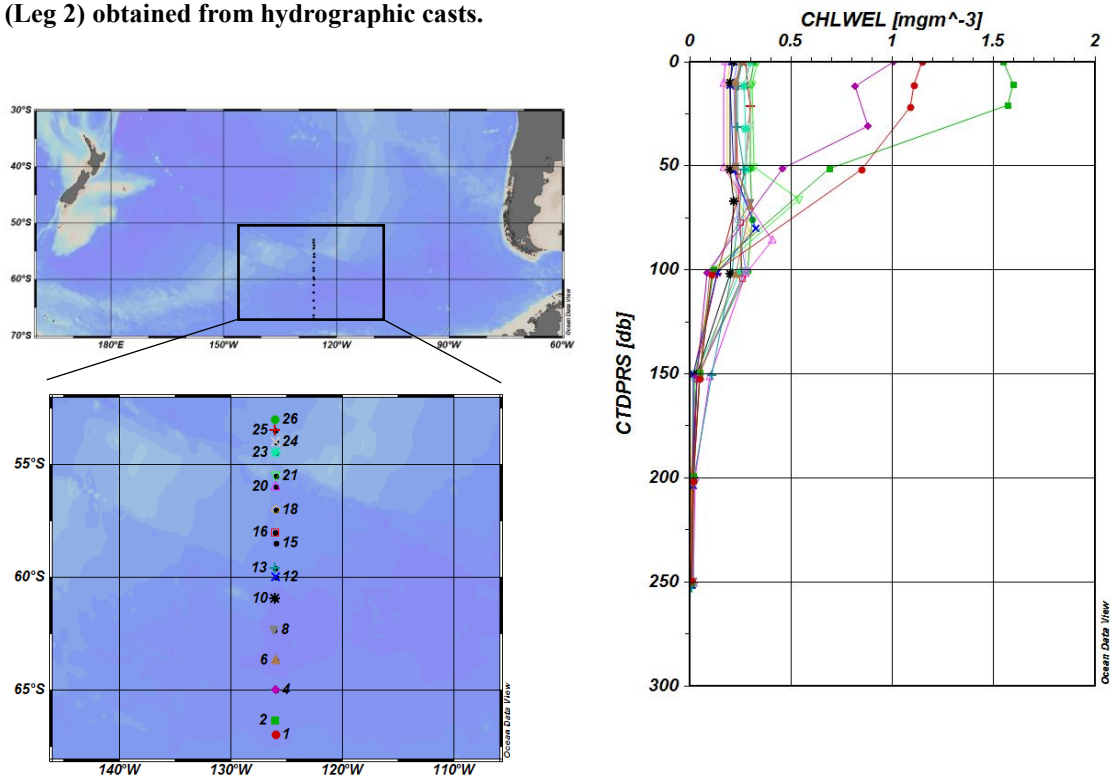 (Leg 2) obtained from hydrographic casts.
30°S
40°S
50°S
60°S
70°S
180°E
150°W
120°W
90°W
60°W
Ocean Data View
26
25
24
55°S
23
21
20
18
16
15
13
60°S
12
10
8
6
65°S
4
2
1
140°W
130°W
120°W
110°W
Ocean Data View
CHLWEL [mgm^-3]
0
0.5
1
1.5
2
0
50
100
150
200
250
300
CTDPRS [db]
Ocean Data View